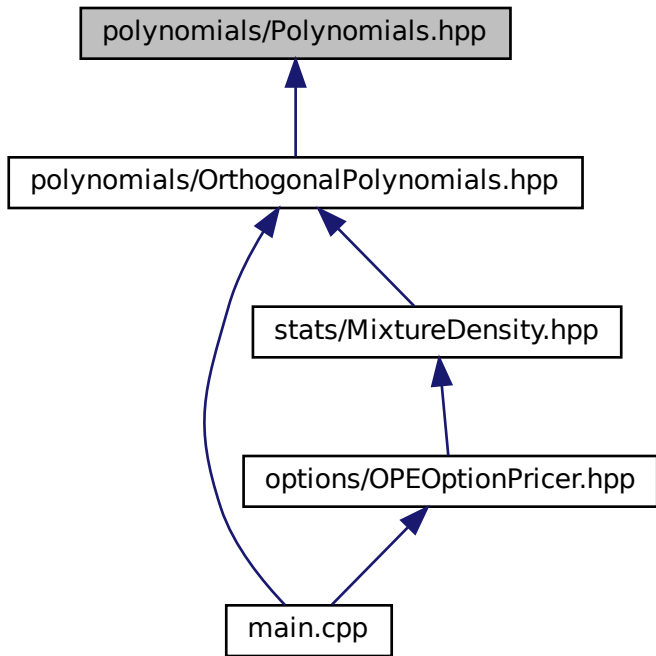 polynomials/Polynomials.hpp
polynomials/OrthogonalPolynomials.hpp
stats/MixtureDensity.hpp
options/OPEOptionPricer.hpp
main.cpp